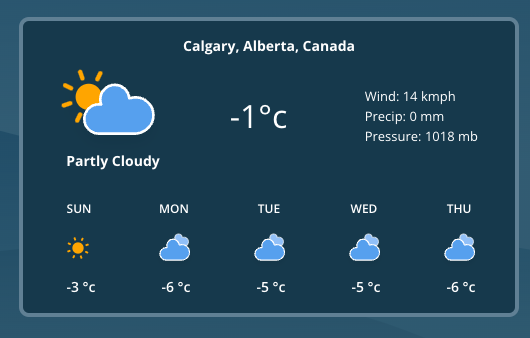 Calgary, Alberta, Canada
-1°c
Wind: 14 kmph
Precip: 0 mm
Pressure: 1018 mb
Partly Cloudy
SUN MON TUE WED THU
-3 °c -6 °c -5 °c -5 °c -6 °c